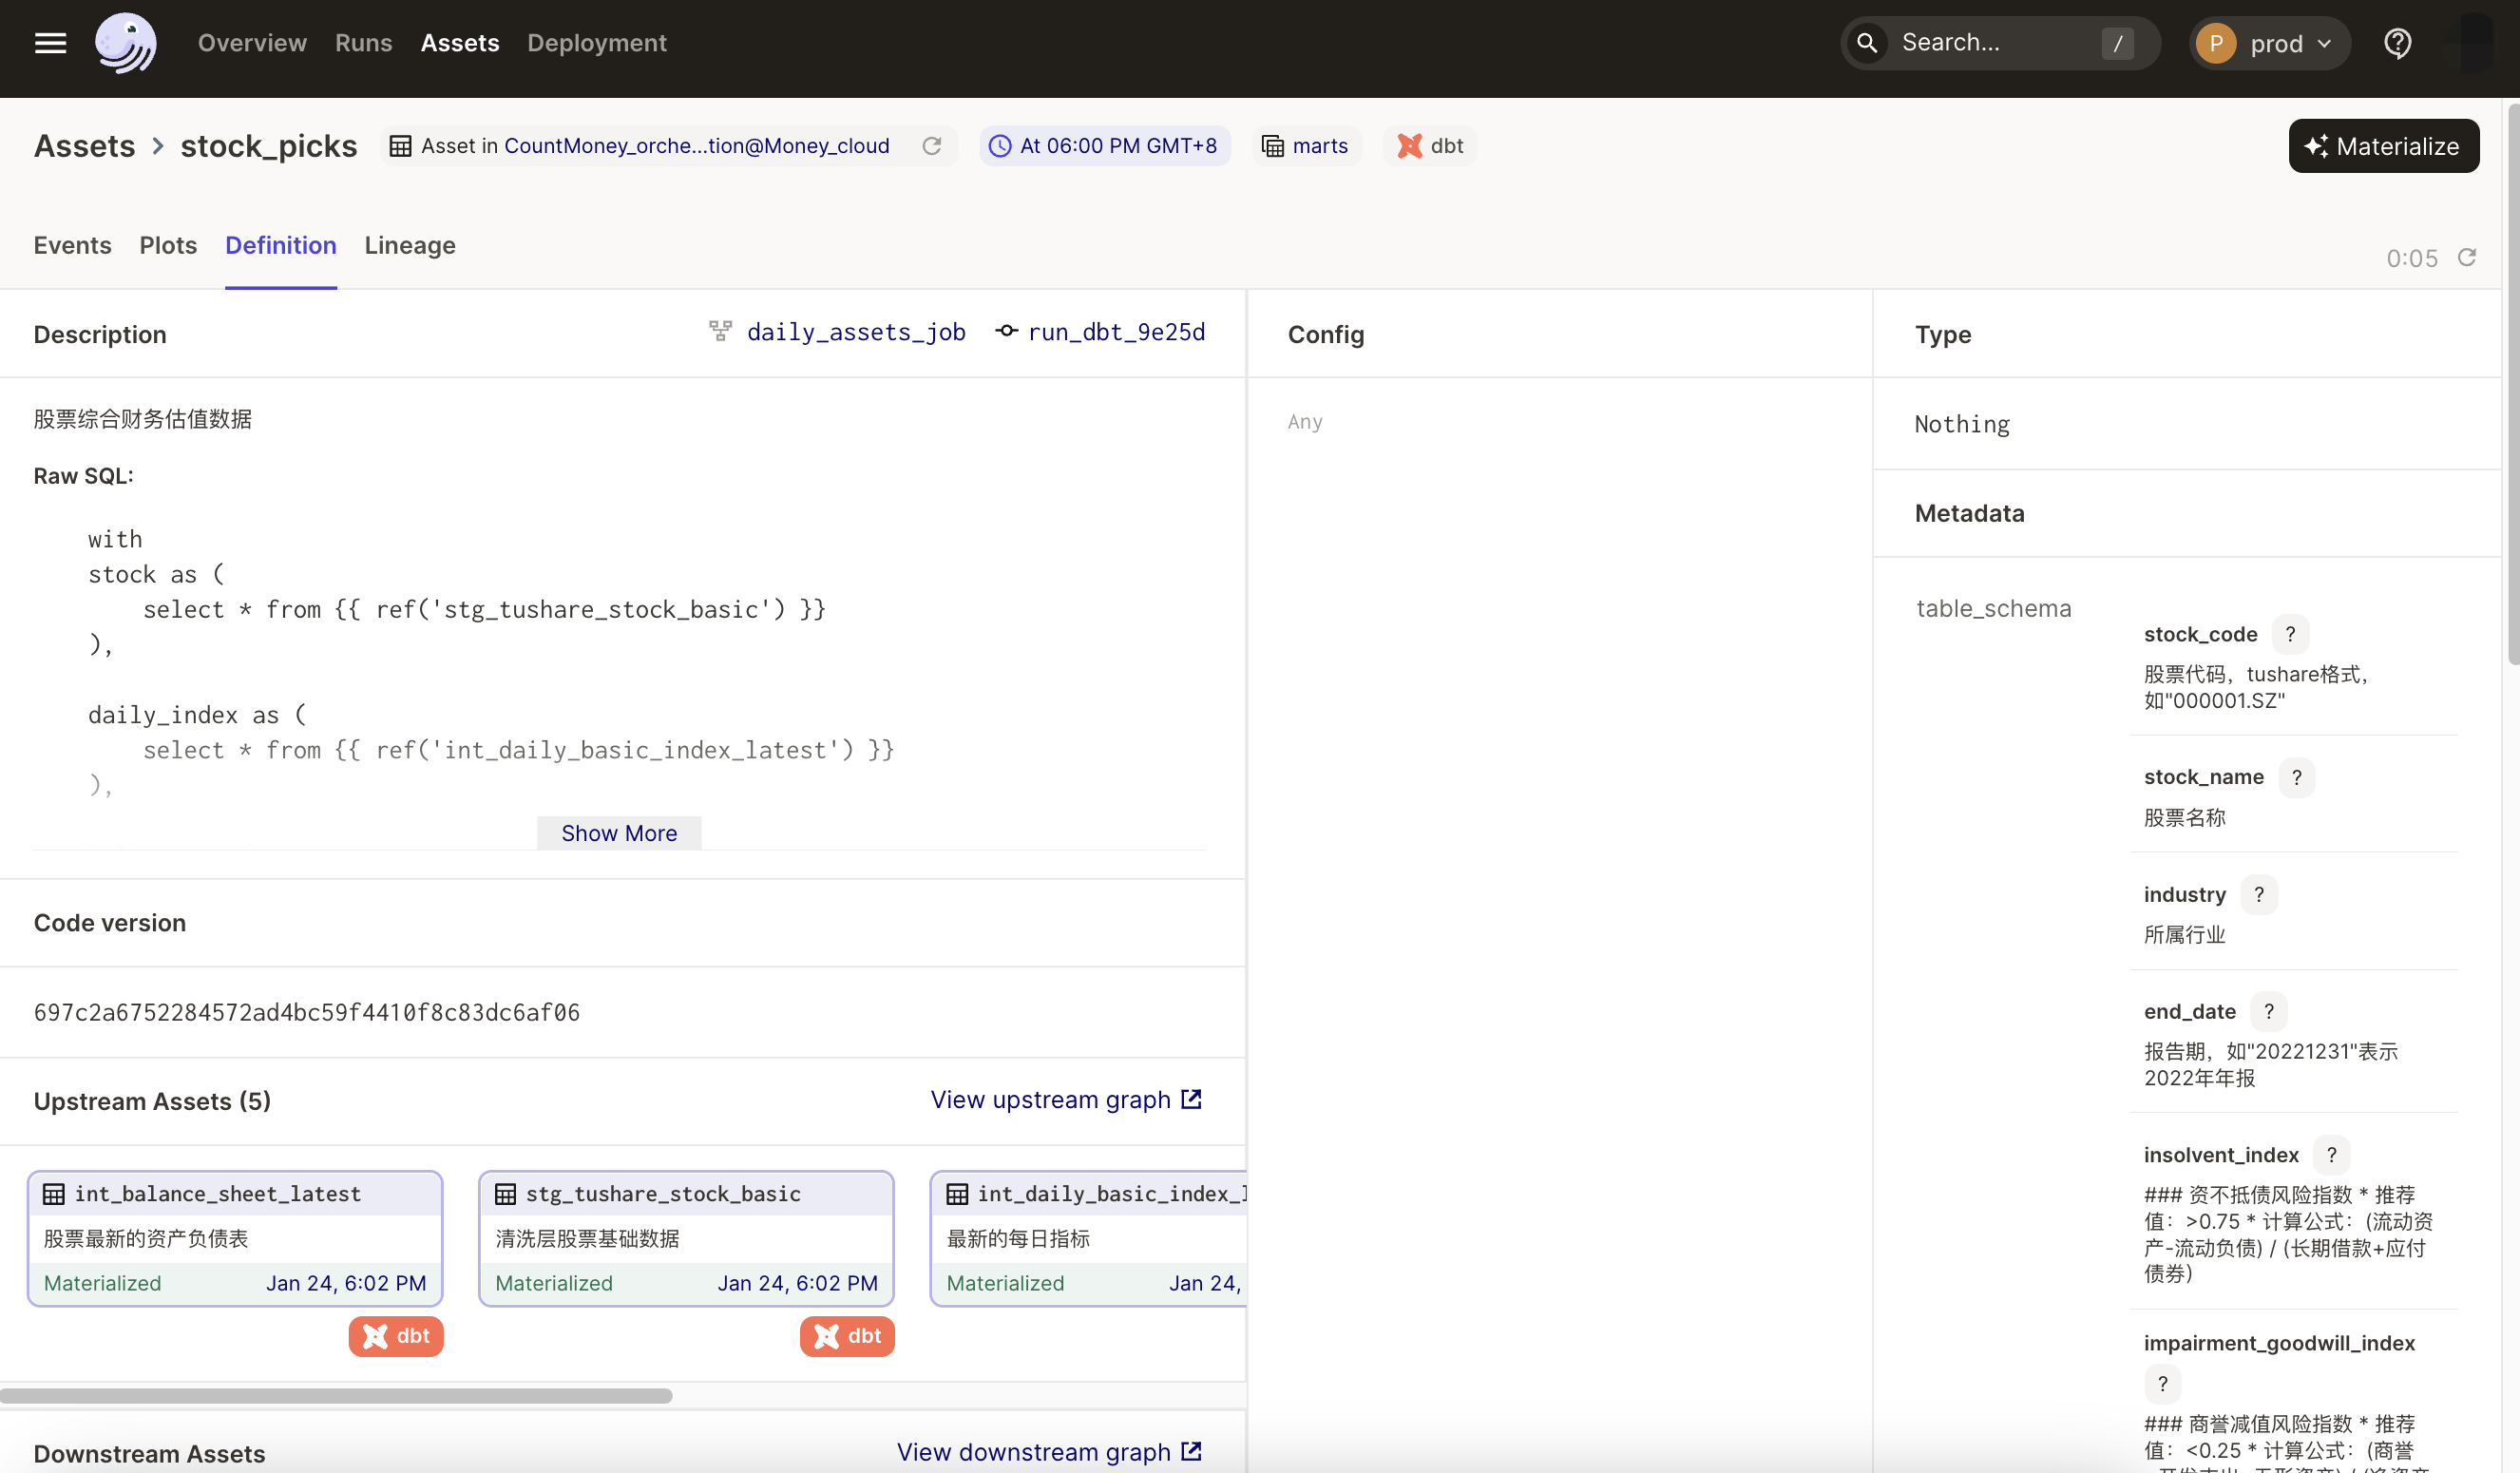 Overview Runs Assets Deployment
Search... /
P prod
Assets > stock_picks
Asset in CountMoney_orche...tion@Money_cloud
At 06:00 PM GMT+8
marts
dbt
Materialize
Events Plots Definition Lineage
0:05
Description
daily_assets_job run_dbt_9e25d
股票综合财务估值数据
Raw SQL:
with
stock as (
select * from {{ ref('stg_tushare_stock_basic') }}
),
daily_index as (
select * from {{ ref('int_daily_basic_index_latest') }}
),
Show More
Code version
697c2a6752284572ad4bc59f4410f8c83dc6af06
Upstream Assets (5)
View upstream graph
int_balance_sheet_latest
股票最新的资产负债表
Materialized Jan 24, 6:02 PM
dbt
stg_tushare_stock_basic
清洗层股票基础数据
Materialized Jan 24, 6:02 PM
dbt
int_daily_basic_index_l
最新的每日指标
Materialized Jan 24,
Downstream Assets
View downstream graph
Config
Any
Type
Nothing
Metadata
table_schema
stock_code ?
股票代码，tushare格式，
如"000001.SZ"
stock_name ?
股票名称
industry ?
所属行业
end_date ?
报告期，如"20221231"表示
2022年年报
insolvent_index ?
### 资不抵债风险指数 * 推荐
值：>0.75 * 计算公式：(流动资
产-流动负债) / (长期借款+应付
债券)
impairment_goodwill_index
?
### 商誉减值风险指数 * 推荐
值：<0.25 * 计算公式：(商誉